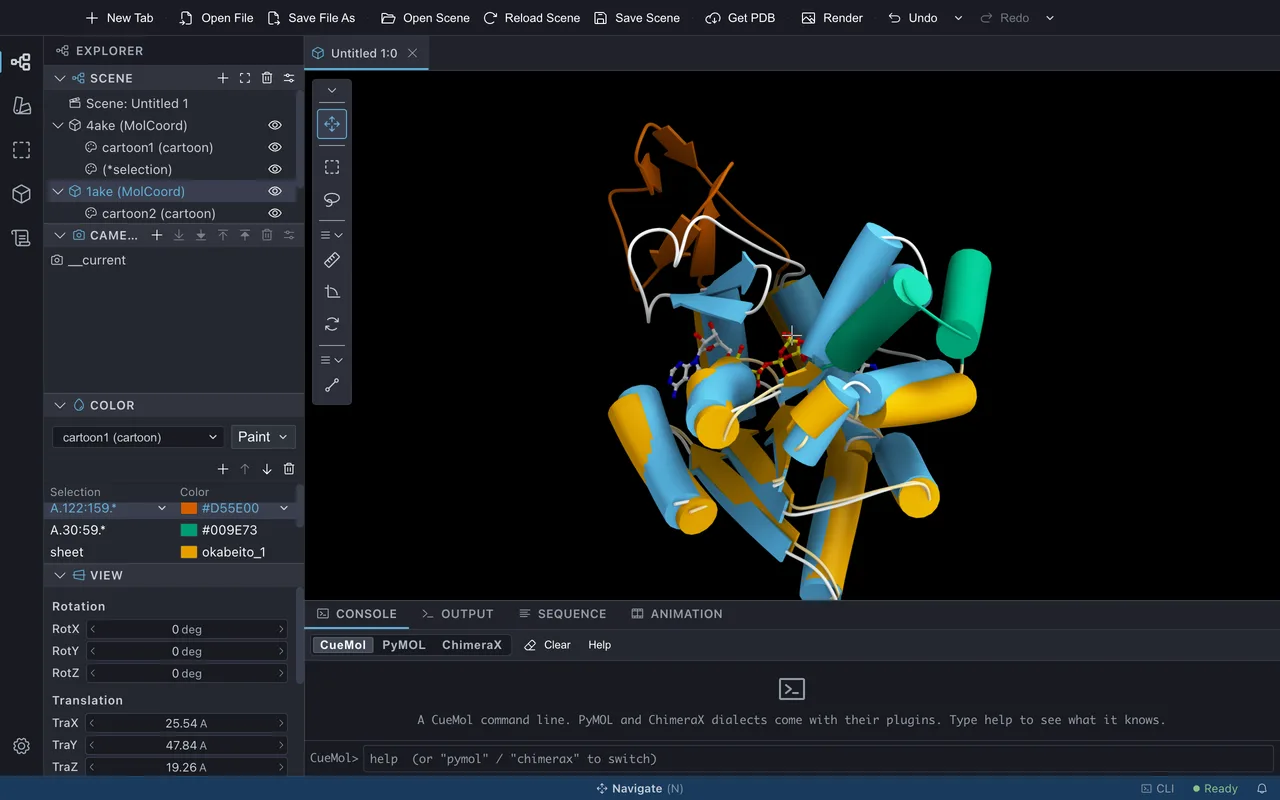 New Tab Open File Save File As Open Scene Reload Scene Save Scene Get PDB Render Undo Redo
EXPLORER
Untitled 1:0
SCENE
Scene: Untitled 1
4ake (MolCoord)
cartoon1 (cartoon)
(*selection)
1ake (MolCoord)
cartoon2 (cartoon)
CAME...
__current
COLOR
cartoon1 (cartoon) Paint
Selection Color
A.122:159.* #D55E00
A.30:59.* #009E73
sheet okabeito_1
VIEW
Rotation
RotX 0 deg
RotY 0 deg
RotZ 0 deg
Translation
TraX 25.54 A
TraY 47.84 A
TraZ 19.26 A
CONSOLE OUTPUT SEQUENCE ANIMATION
CueMol PyMOL ChimeraX Clear Help
A CueMol command line. PyMOL and ChimeraX dialects come with their plugins. Type help to see what it knows.
CueMol> help (or "pymol" / "chimerax" to switch)
Navigate (N) CLI Ready